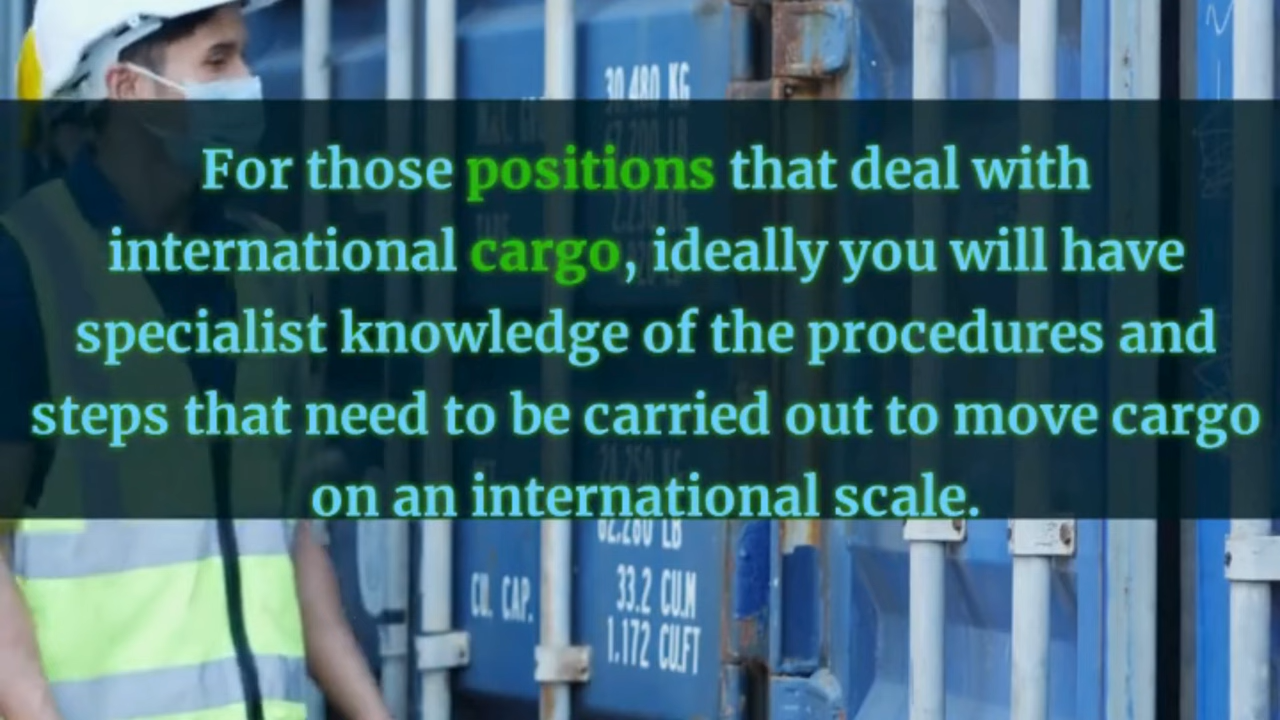 30,480 KG
For those positions that deal with
international cargo, ideally you will have
specialist knowledge of the procedures and
steps that need to be carried out to move cargo
on an international scale.
62.280 LB
CU. CAP.
33.2 CU.M
1.172 CU.FT